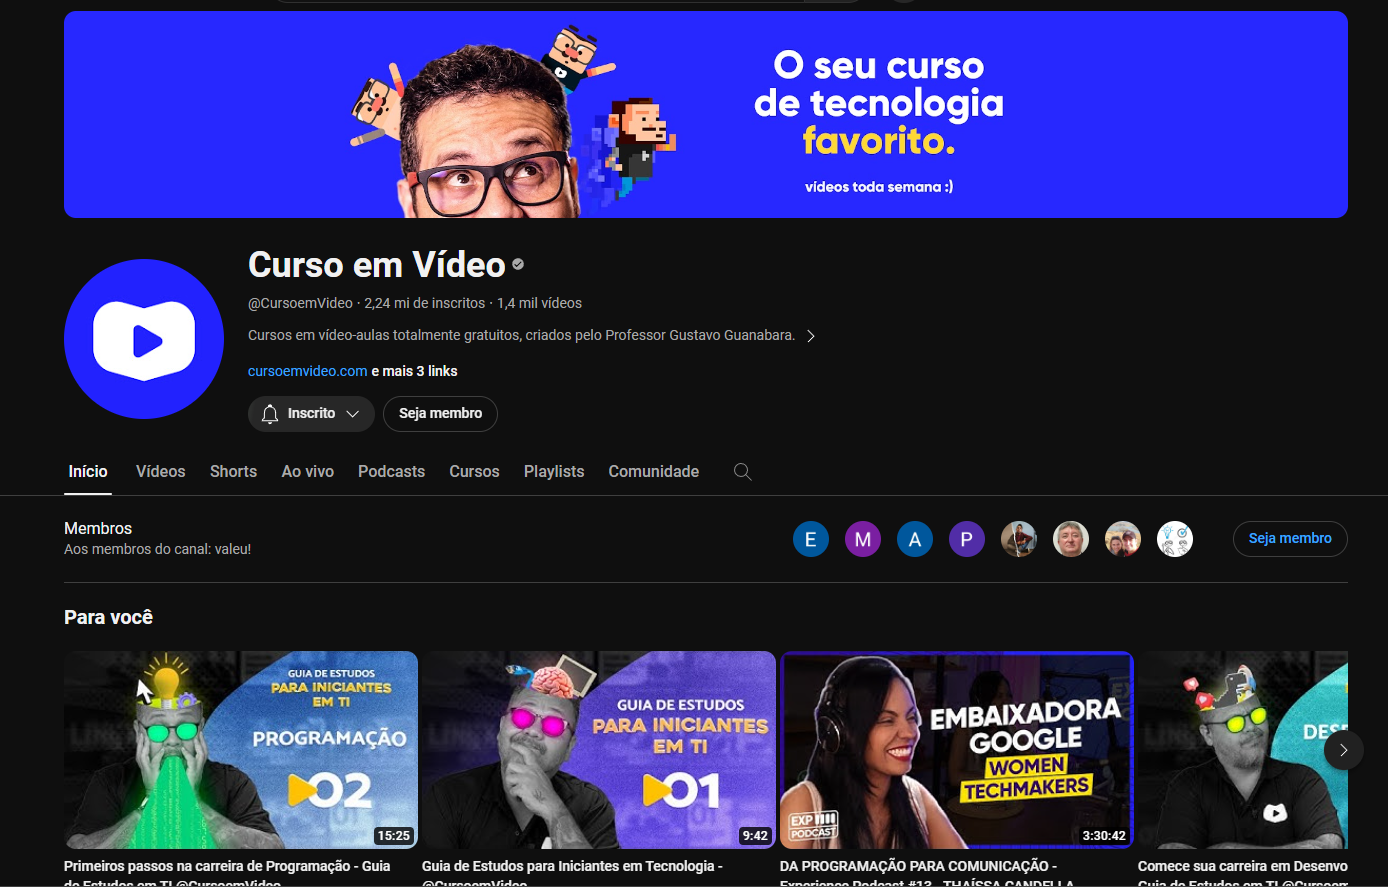 O seu curso
de tecnologia
favorito.
vídeos toda semana :)
Curso em Vídeo
@CursoemVideo · 2,24 mi de inscritos · 1,4 mil vídeos
Cursos em vídeo-aulas totalmente gratuitos, criados pelo Professor Gustavo Guanabara.
cursoemvideo.com e mais 3 links
Inscrito
Seja membro
Início Vídeos Shorts Ao vivo Podcasts Cursos Playlists Comunidade
Membros
Aos membros do canal: valeu!
E M A P
Seja membro
Para você
GUIA DE ESTUDOS
PARA INICIANTES
EM TI
PROGRAMAÇÃO
02
15:25
GUIA DE ESTUDOS
PARA INICIANTES
EM TI
01
9:42
EMBAIXADORA
GOOGLE
WOMEN
TECHMAKERS
EXP
PODCAST
3:30:42
DESE
Primeiros passos na carreira de Programação - Guia
de Estudos em TI @CursoemVideo
Guia de Estudos para Iniciantes em Tecnologia -
@CursoemVideo
DA PROGRAMAÇÃO PARA COMUNICAÇÃO -
Experience Podcast #13 - THAÍSSA CANDELLA
Comece sua carreira em Desenvo
Guia de Estudos em TI @Cursoem